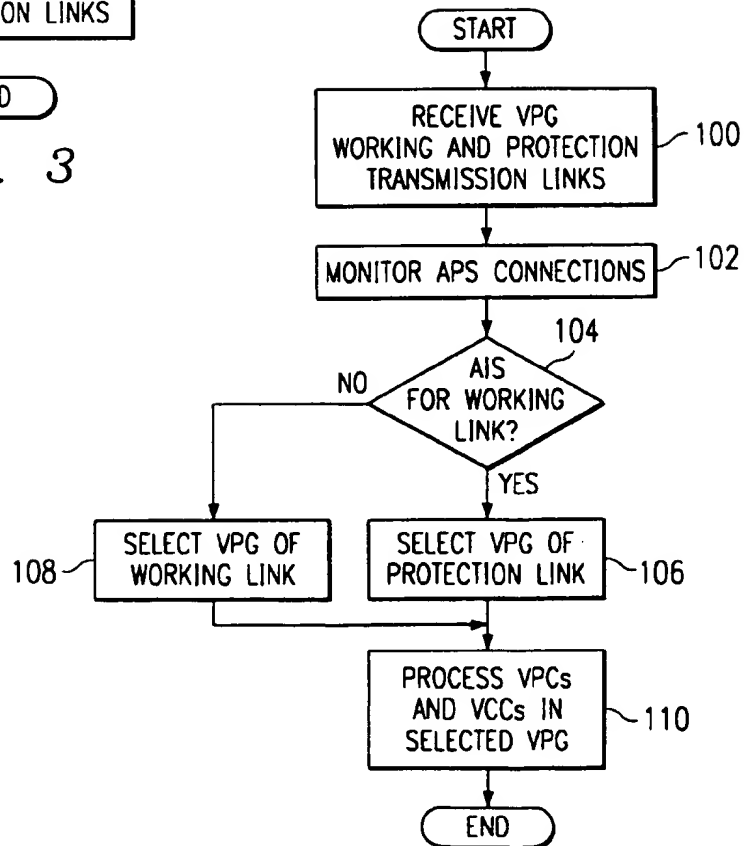 ON LINKS
D
. 3
START
RECEIVE VPG
WORKING AND PROTECTION
TRANSMISSION LINKS
100
MONITOR APS CONNECTIONS
102
104
AIS
FOR WORKING
LINK?
NO
YES
SELECT VPG OF
WORKING LINK
108
SELECT VPG OF
PROTECTION LINK
106
PROCESS VPCs
AND VCCs IN
SELECTED VPG
110
END